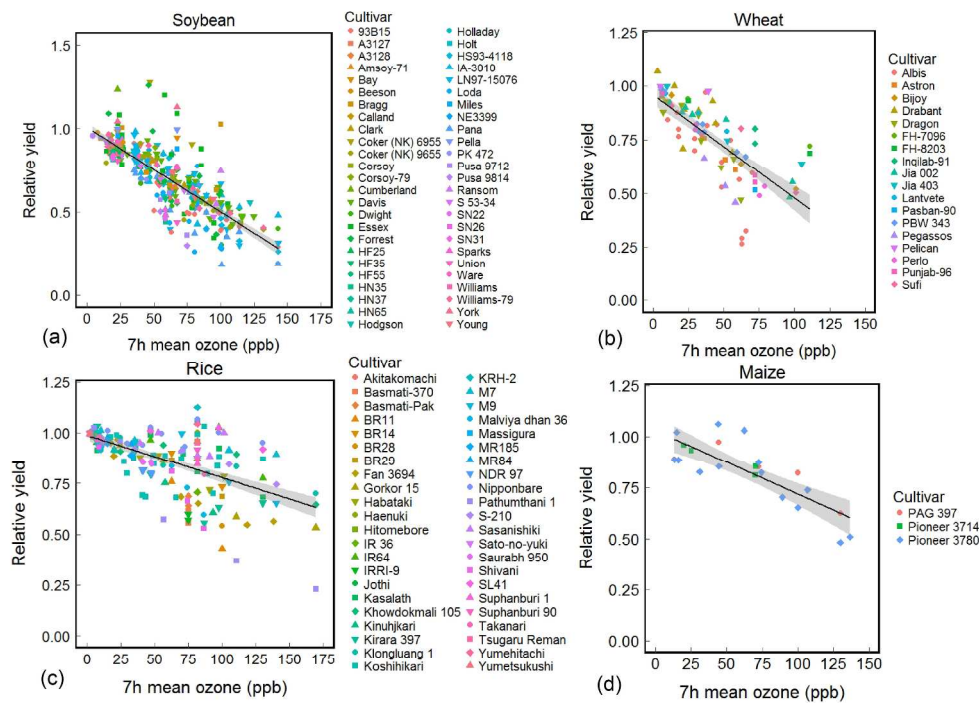 Soybean
Relative yield
1.5
1.0
0.5
0.0
0 25 50 75 100 125 150 175
(a) 7h mean ozone (ppb)
Cultivar
93B15
A3127
A3128
Amsoy-71
Bay
Beeson
Bragg
Calland
Clark
Coker (NK) 6955
Coker (NK) 9655
Corsoy
Corsoy-79
Cumberland
Davis
Dwight
Essex
Forrest
HF25
HF35
HF55
HN35
HN37
HN65
Hodgson
Holladay
Holt
HS93-4118
IA-3010
LN97-15076
Loda
Miles
NE3399
Pana
Pella
PK 472
Pusa 9712
Pusa 9814
Ransom
S 53-34
SN22
SN26
SN31
Sparks
Union
Ware
Williams
Williams-79
York
Young
Wheat
Relative yield
1.25
1.00
0.75
0.50
0.25
0.00
0 25 50 75 100 125 150
(b) 7h mean ozone (ppb)
Cultivar
Albis
Astron
Bijoy
Drabant
Dragon
FH-7096
FH-8203
Inqilab-91
Jia 002
Jia 403
Lantvete
Pasban-90
PBW 343
Pegassos
Pelican
Perlo
Punjab-96
Sufi
Rice
Relative yield
1.25
1.00
0.75
0.50
0.25
0.00
0 25 50 75 100 125 150 175
(c) 7h mean ozone (ppb)
Cultivar
Akitakomachi
Basmati-370
Basmati-Pak
BR11
BR14
BR28
BR29
Fan 3694
Gorkor 15
Habataki
Haenuki
Hitomebore
IR 36
IR64
IRRI-9
Jothi
Kasalath
Khowdokmali 105
Kinuhjkari
Kirara 397
Klongluang 1
Koshihikari
KRH-2
M7
M9
Malviya dhan 36
Massigura
MR185
MR84
NDR 97
Nipponbare
Pathumthani 1
S-210
Sasanishiki
Sato-no-yuki
Saurabh 950
Shivani
SL41
Suphanburi 1
Suphanburi 90
Takanari
Tsugaru Reman
Yumehitachi
Yumetsukushi
Maize
Relative yield
1.25
1.00
0.75
0.50
0.25
0.00
0 25 50 75 100 125 150
7h mean ozone (ppb) (d)
Cultivar
PAG 397
Pioneer 3714
Pioneer 3780